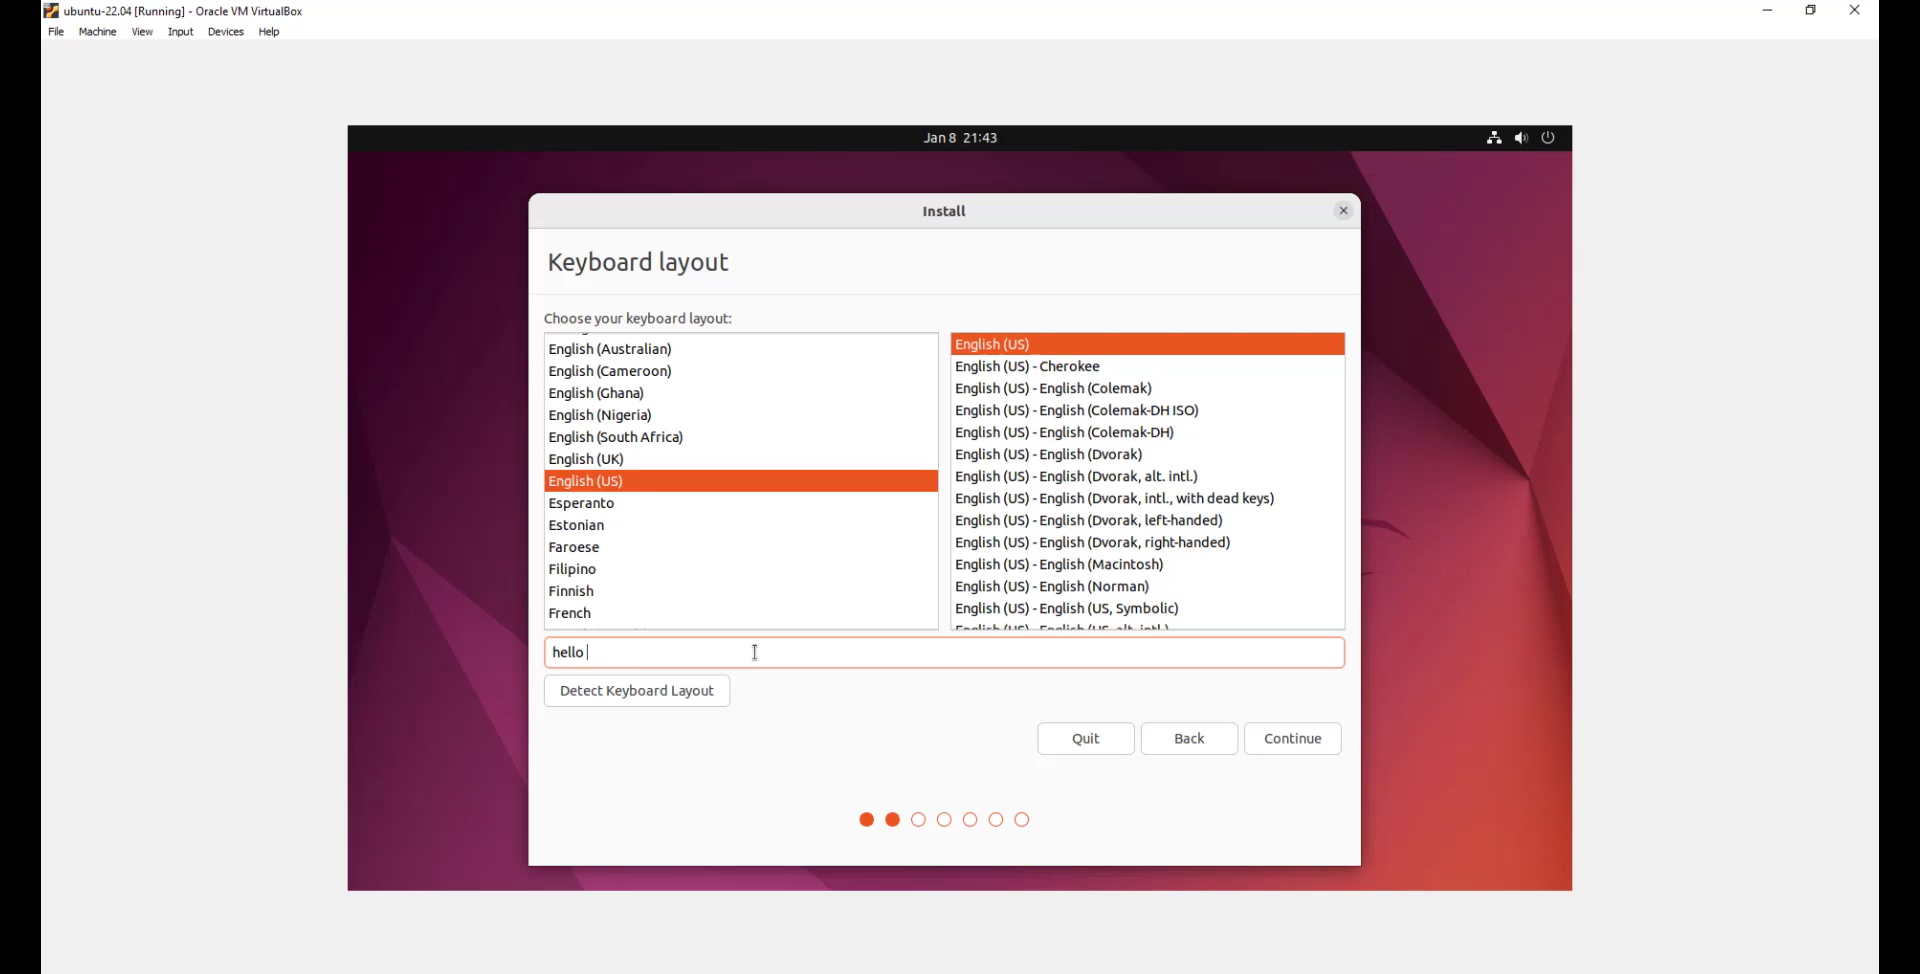 ubuntu-22.04 [Running] - Oracle VM VirtualBox
File Machine View Input Devices Help
Jan 8 21:43
Install
Keyboard layout
Choose your keyboard layout:
English (Australian)
English (Cameroon)
English (Ghana)
English (Nigeria)
English (South Africa)
English (UK)
English (US)
Esperanto
Estonian
Faroese
Filipino
Finnish
French
English (US)
English (US) - Cherokee
English (US) - English (Colemak)
English (US) - English (Colemak-DH ISO)
English (US) - English (Colemak-DH)
English (US) - English (Dvorak)
English (US) - English (Dvorak, alt. intl.)
English (US) - English (Dvorak, intl., with dead keys)
English (US) - English (Dvorak, left-handed)
English (US) - English (Dvorak, right-handed)
English (US) - English (Macintosh)
English (US) - English (Norman)
English (US) - English (US, Symbolic)
English (US) - English (US, alt. intl.)
hello
Detect Keyboard Layout
Quit
Back
Continue